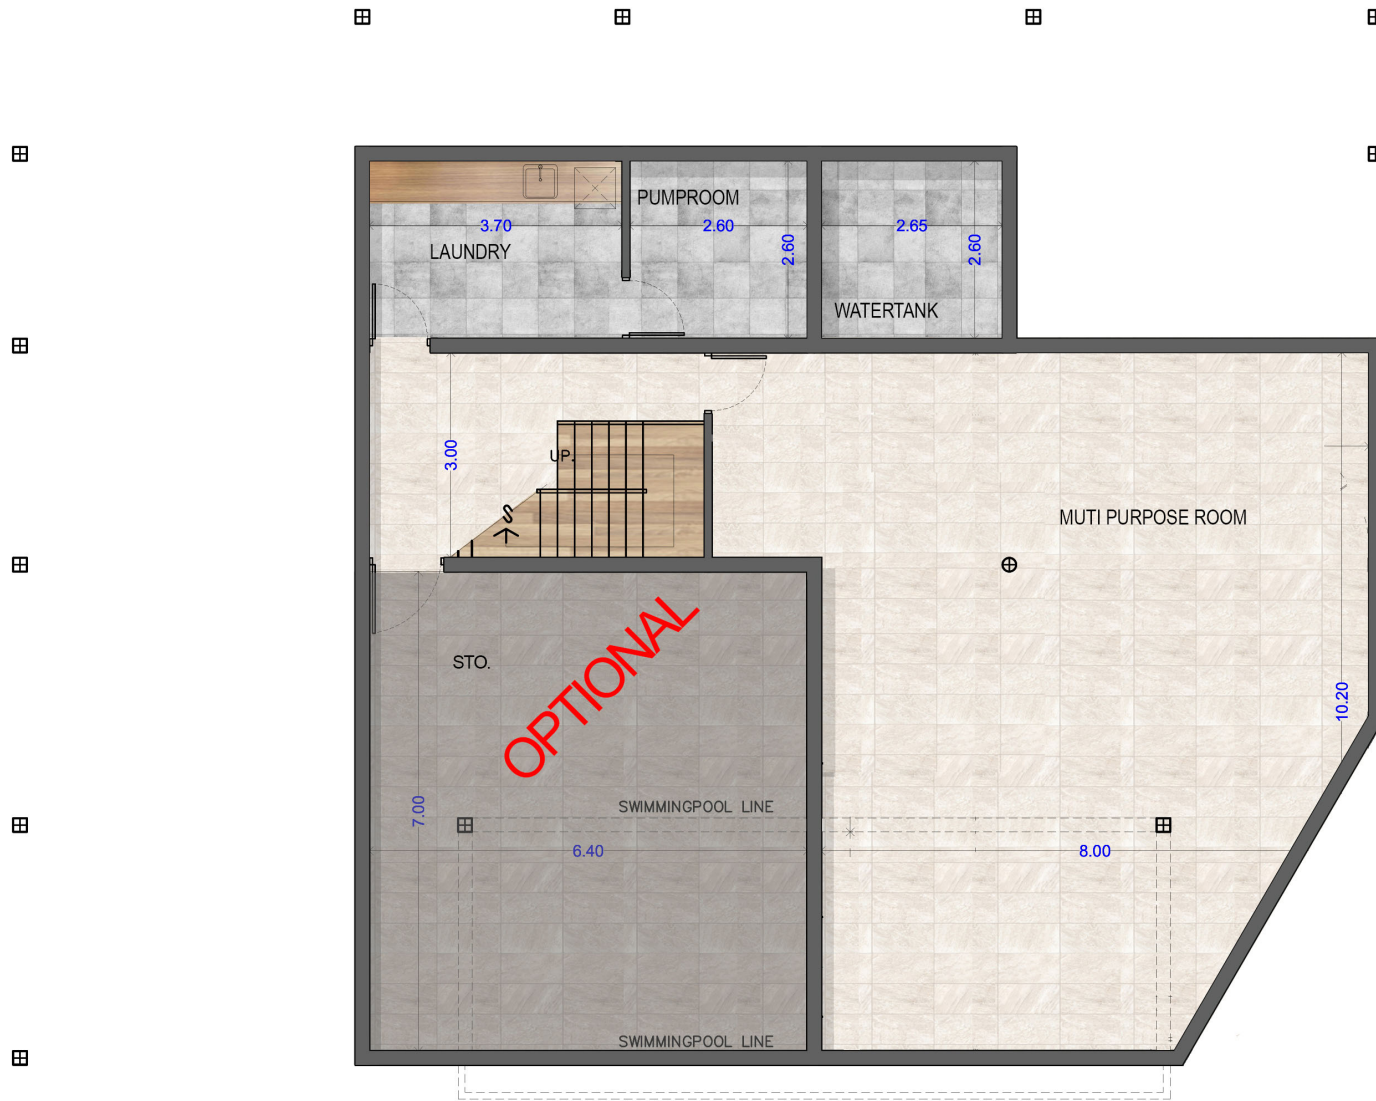 PUMPROOM
3.70
2.60
2.65
2.60
2.60
LAUNDRY
WATERTANK
3.00
UP.
MUTI PURPOSE ROOM
OPTIONAL
STO.
10.20
7.00
SWIMMINGPOOL LINE
6.40
8.00
SWIMMINGPOOL LINE